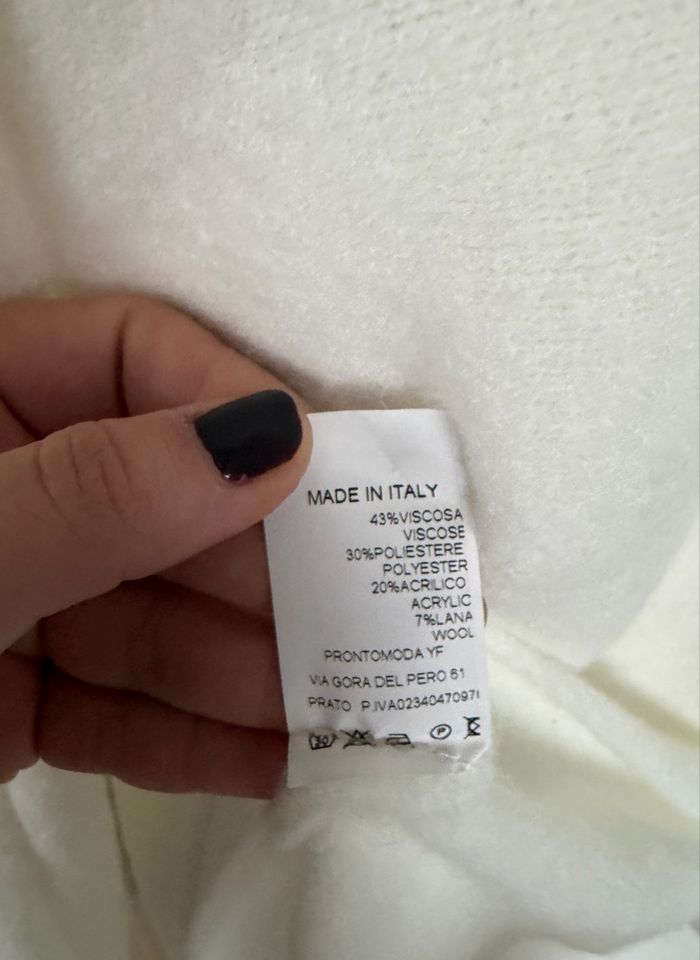 MADE IN ITALY
43%VISCOSA
VISCOSE
30%POLIESTERE
POLYESTER
20%ACRILICO
ACRYLIC
7%LANA
WOOL
PRONTOMODA YF
VIA GORA DEL PERO 61
PRATO P.IVA02340470971
30 P